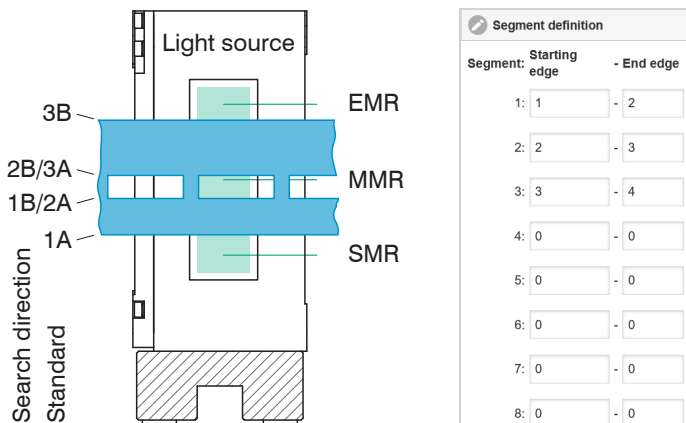 Light source
EMR
3B
2B/3A
MMR
1B/2A
1A
SMR
Search direction
Standard
Segment definition
Segment: Starting edge - End edge
1: 1 - 2
2: 2 - 3
3: 3 - 4
4: 0 - 0
5: 0 - 0
6: 0 - 0
7: 0 - 0
8: 0 - 0